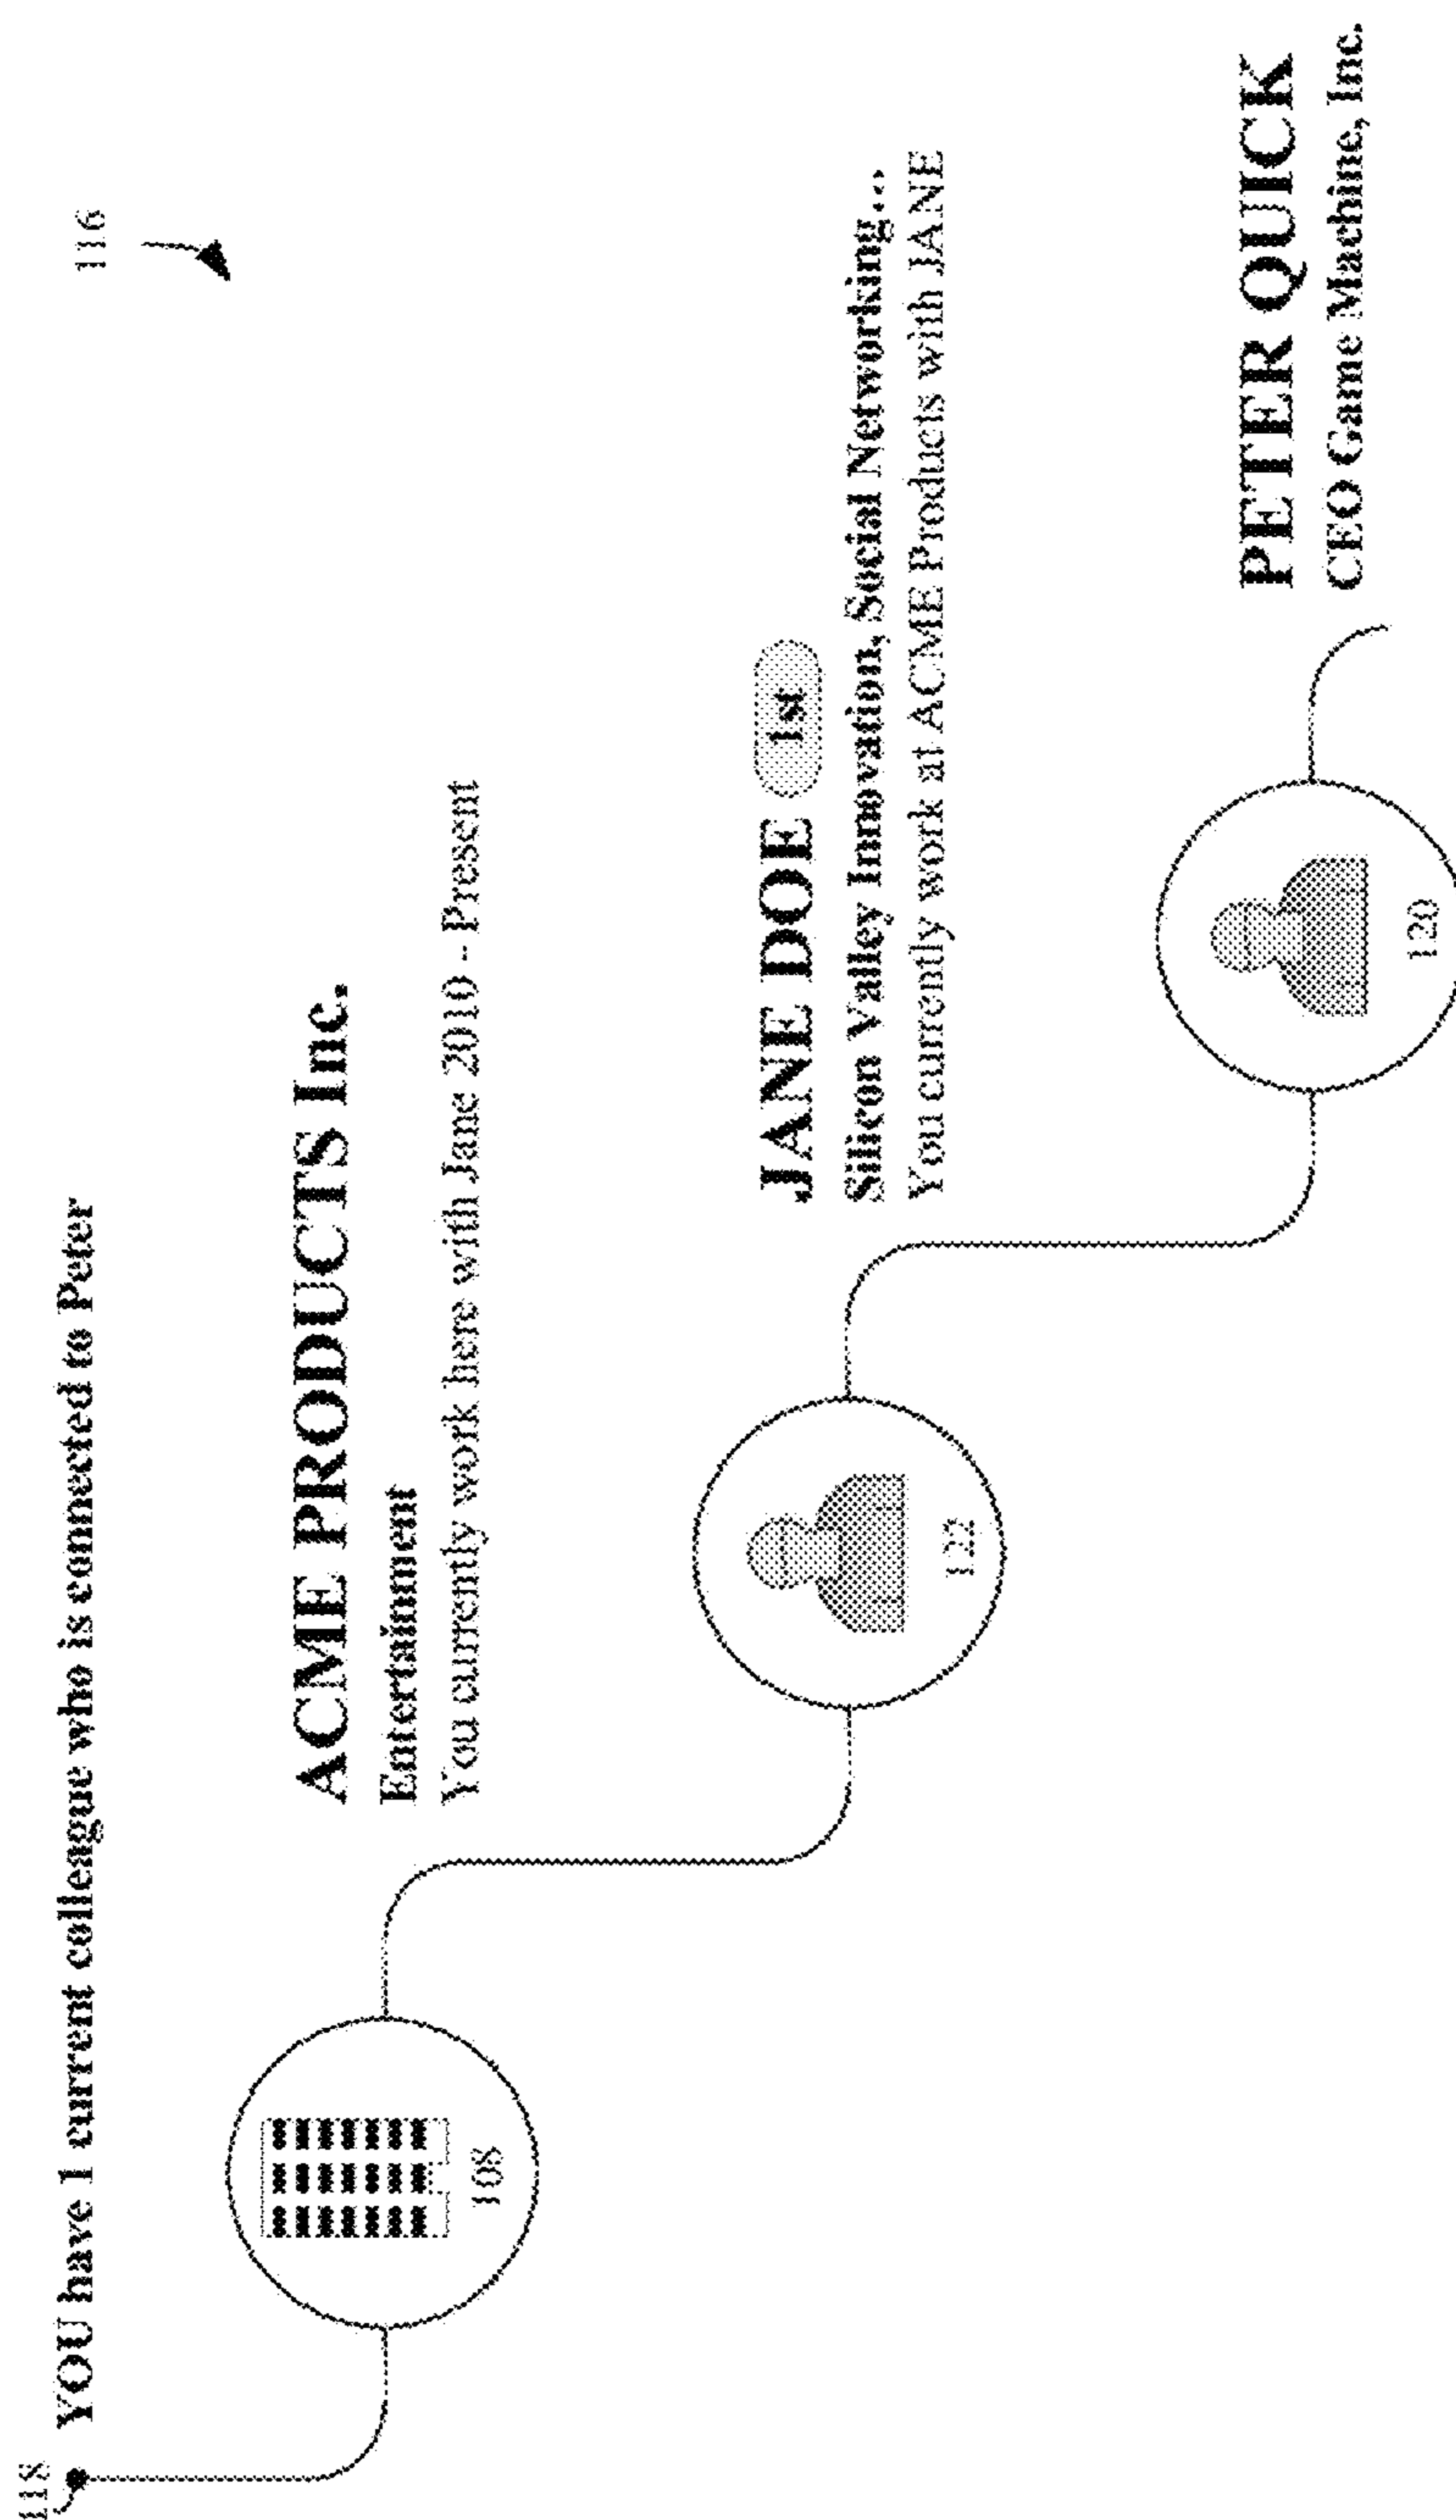 116
118
YOU have 1 current colleague who is connected to Peter
ACME PRODUCTS Inc.
Entertainment
You currently work here with Jane 2010 - Present
108
JANE DOE 1st
Silicon Valley Innovation, Social Networking...
You currently work at ACME Products with JANE
122
PETER QUICK
CEO Game Machine, Inc.
120